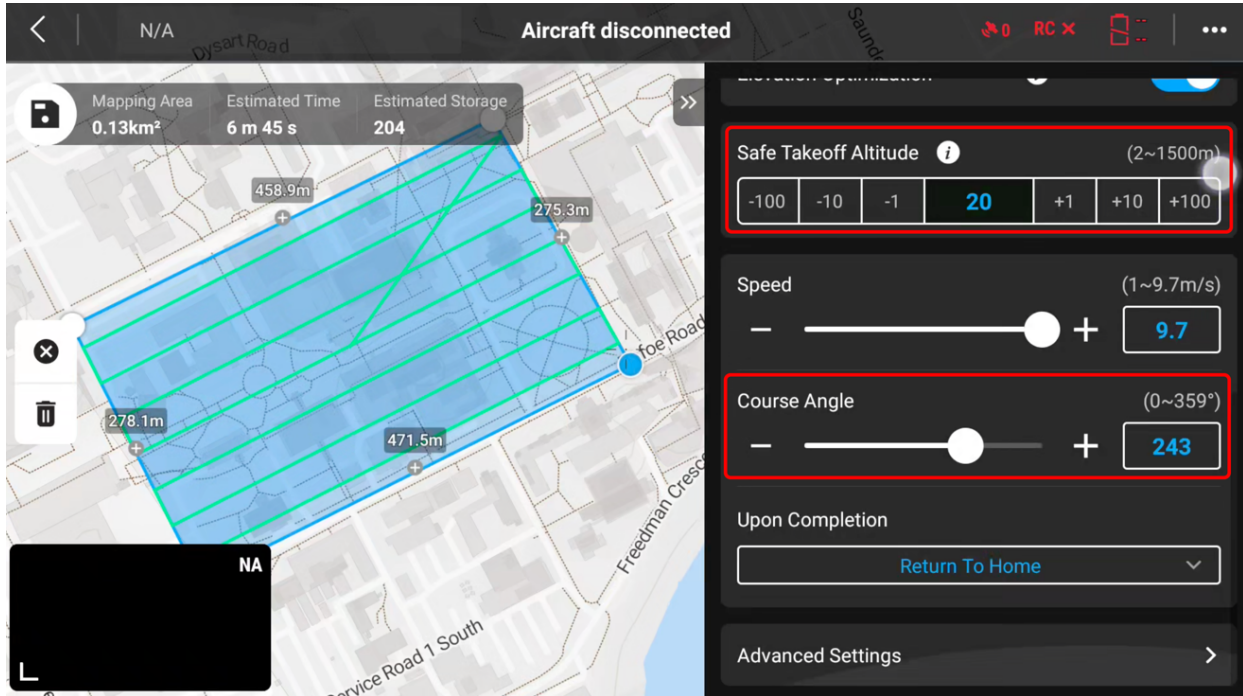 N/A
Aircraft disconnected
0 RC
Dysart Road
Saund
Mapping Area Estimated Time Estimated Storage
0.13km² 6 m 45 s 204
Elevation Optimization
Safe Takeoff Altitude i (2~1500m)
-100 -10 -1 20 +1 +10 +100
458.9m
275.3m
Speed (1~9.7m/s)
9.7
foe Road
Course Angle (0~359°)
243
278.1m
471.5m
Freedman Cresc
Upon Completion
Return To Home
NA
Service Road 1 South
Advanced Settings